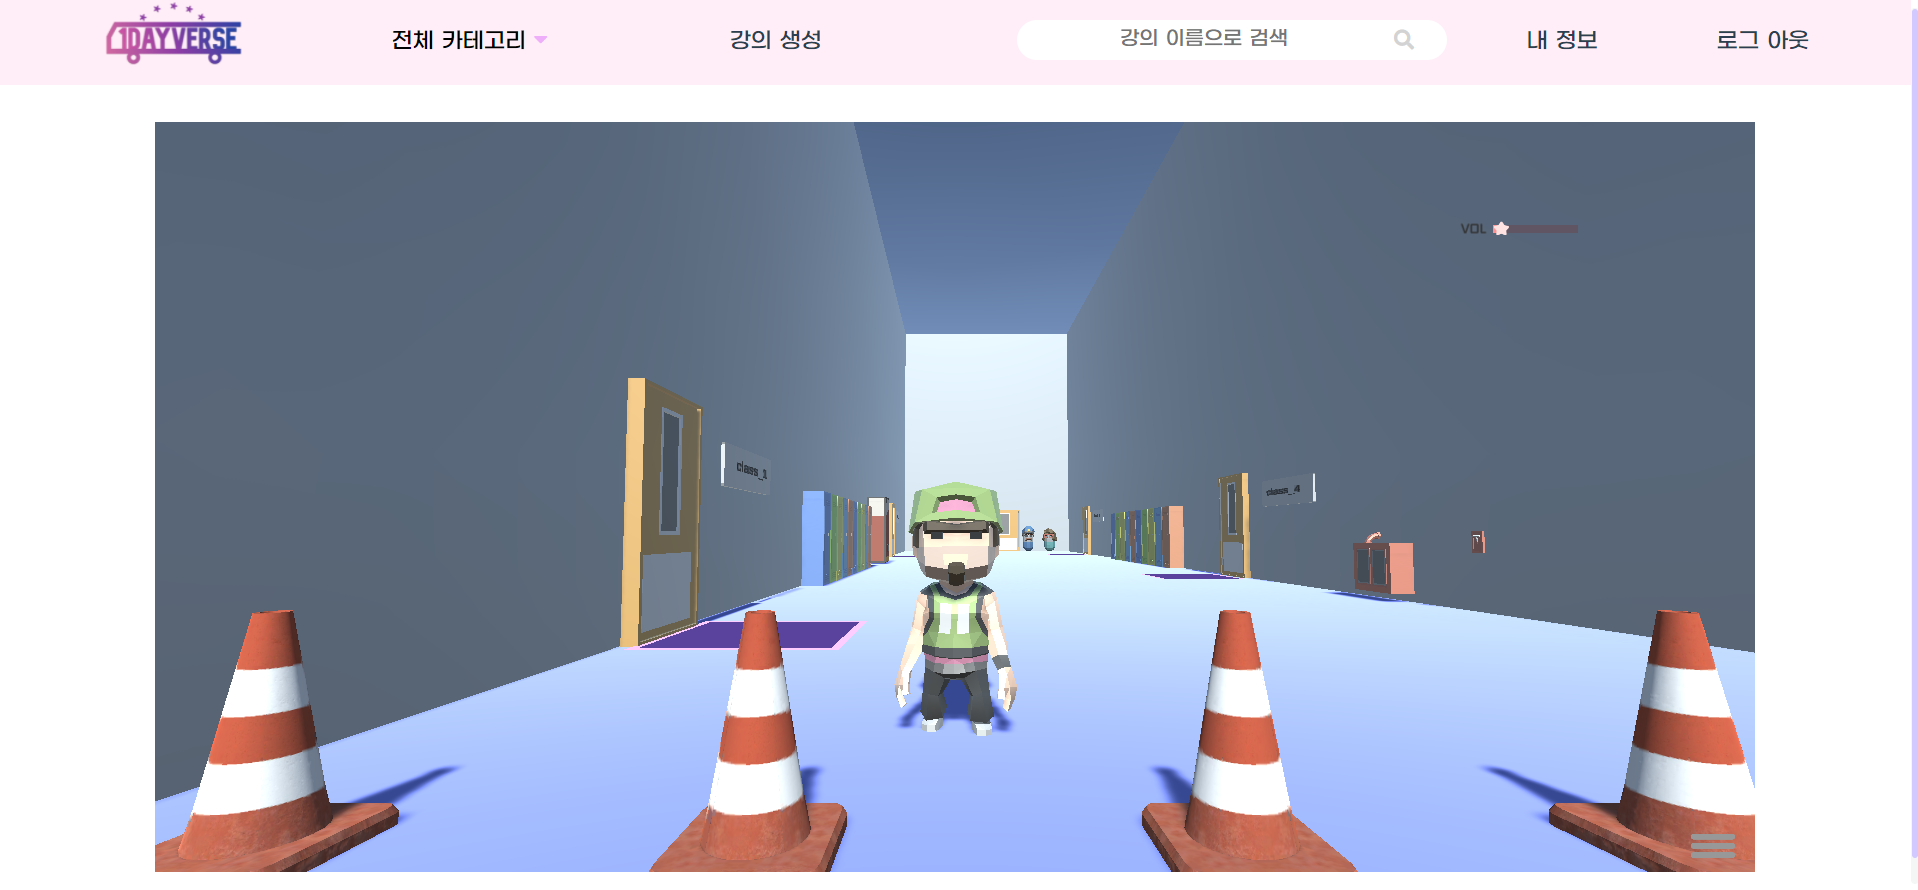 1DAYVERSE
전체 카테고리
강의 생성
강의 이름으로 검색
내 정보
로그 아웃
VOL
class_1
class_4